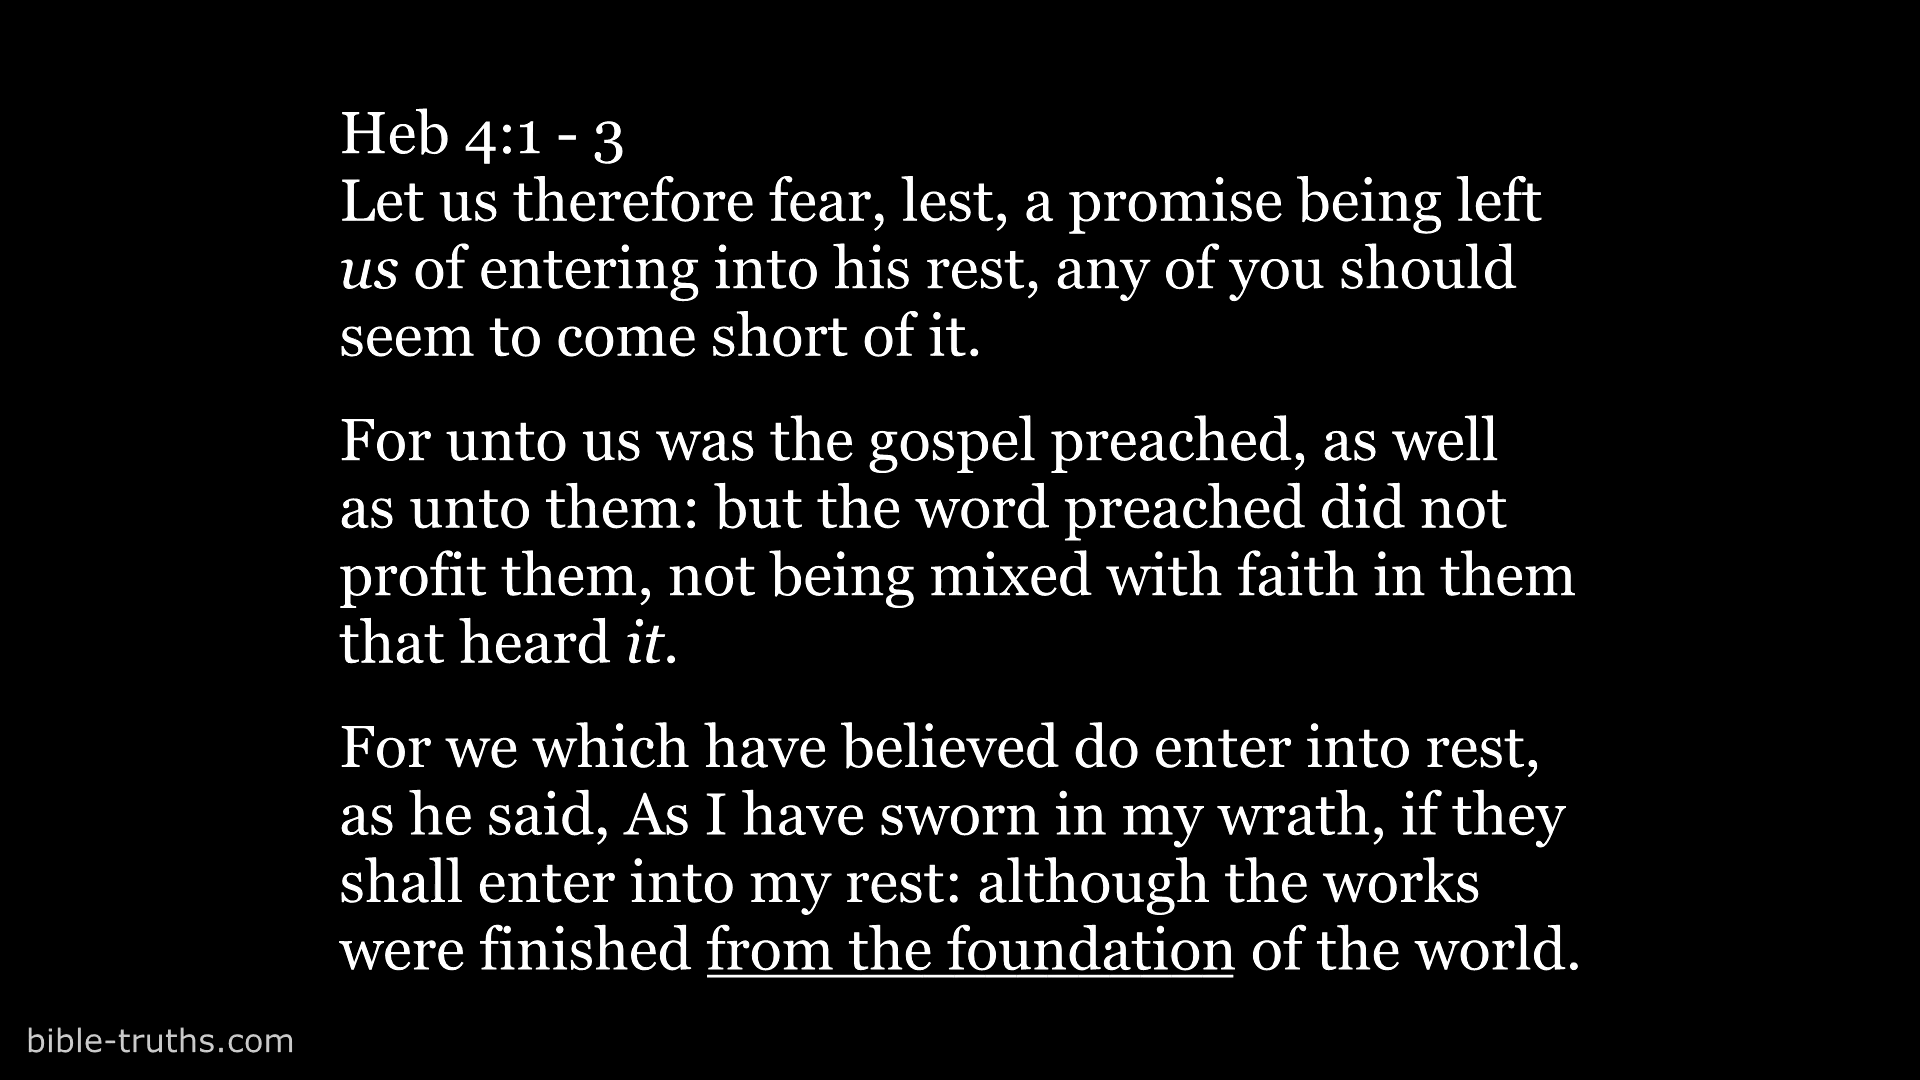 Heb 4:1 - 3
Let us therefore fear, lest, a promise being left
us of entering into his rest, any of you should
seem to come short of it.
For unto us was the gospel preached, as well
as unto them: but the word preached did not
profit them, not being mixed with faith in them
that heard it.
For we which have believed do enter into rest,
as he said, As I have sworn in my wrath, if they
shall enter into my rest: although the works
were finished from the foundation of the world.
bible-truths.com